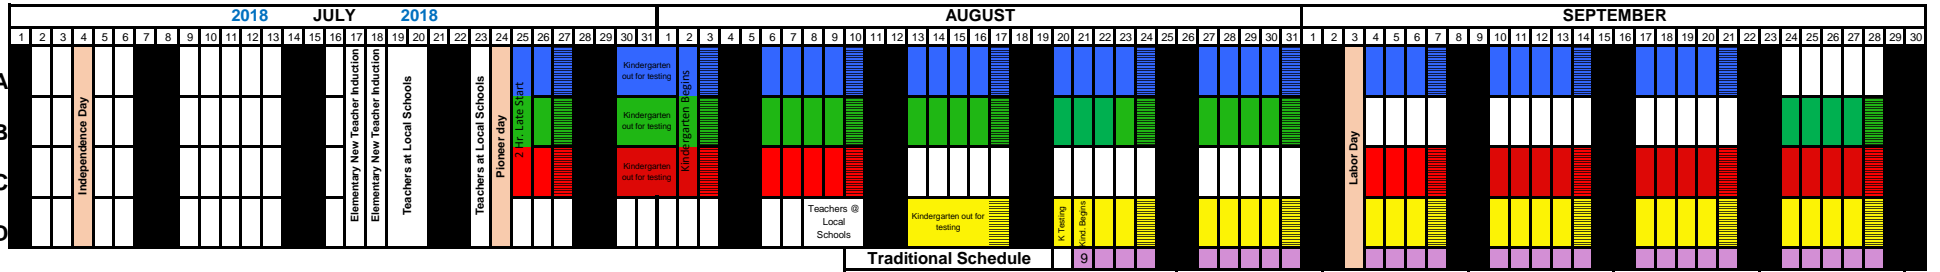 2018 JULY 2018 AUGUST SEPTEMBER
1 2 3 4 5 6 7 8 9 10 11 12 13 14 15 16 17 18 19 20 21 22 23 24 25 26 27 28 29 30 31 1 2 3 4 5 6 7 8 9 10 11 12 13 14 15 16 17 18 19 20 21 22 23 24 25 26 27 28 29 30 31 1 2 3 4 5 6 7 8 9 10 11 12 13 14 15 16 17 18 19 20 21 22 23 24 25 26 27 28 29 30
A
B
C
D
Independence Day
Elementary New Teacher Induction
Elementary New Teacher Induction
Teachers at Local Schools
Teachers at Local Schools
Pioneer day
2 Hr. Late Start
Kindergarten
out for testing
Kindergarten
out for testing
Kindergarten
out for testing
Kindergarten Begins
Teachers @
Local
Schools
Kindergarten out for
testing
K Testing
Kind. Begins
Labor Day
Traditional Schedule 9